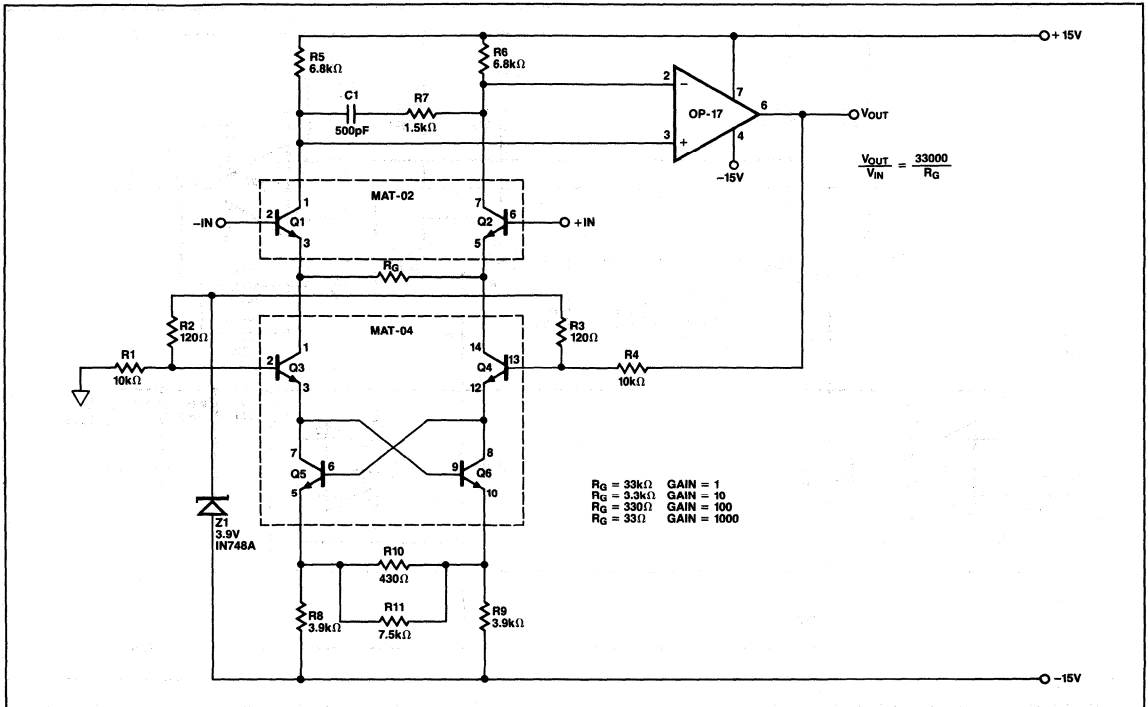 +15V
R5
6.8kΩ
R6
6.8kΩ
C1
500pF
R7
1.5kΩ
2
−
7
OP-17
6
VOUT
3
+
4
−15V
VOUT
VIN
=
33000
RG
MAT-02
1
7
−IN
2
Q1
Q2
6
+IN
3
5
RG
MAT-04
R2
120Ω
R3
120Ω
R1
10kΩ
R4
10kΩ
1
14
2
Q3
Q4
13
3
12
7
8
Q5
6
9
Q6
5
10
RG = 33kΩ GAIN = 1
RG = 3.3kΩ GAIN = 10
RG = 330Ω GAIN = 100
RG = 33Ω GAIN = 1000
Z1
3.9V
IN748A
R10
430Ω
R11
7.5kΩ
R8
3.9kΩ
R9
3.9kΩ
−15V